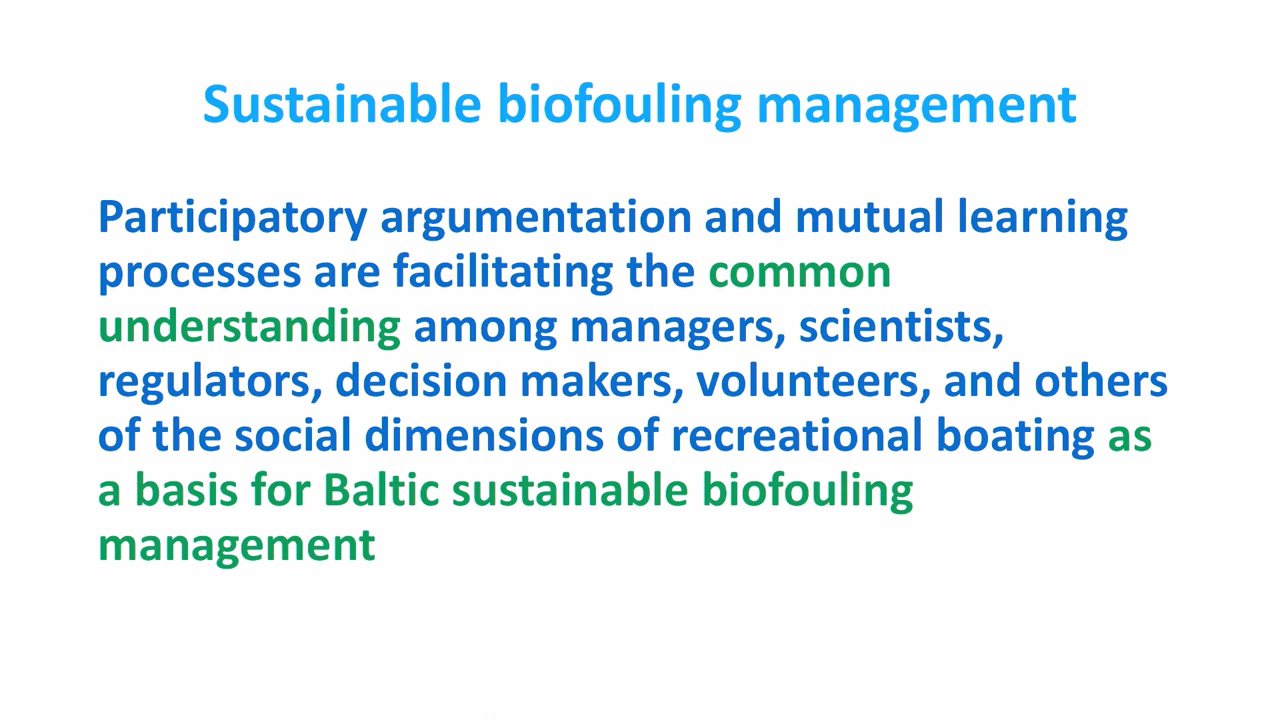 Sustainable biofouling management
Participatory argumentation and mutual learning
processes are facilitating the common
understanding among managers, scientists,
regulators, decision makers, volunteers, and others
of the social dimensions of recreational boating as
a basis for Baltic sustainable biofouling
management